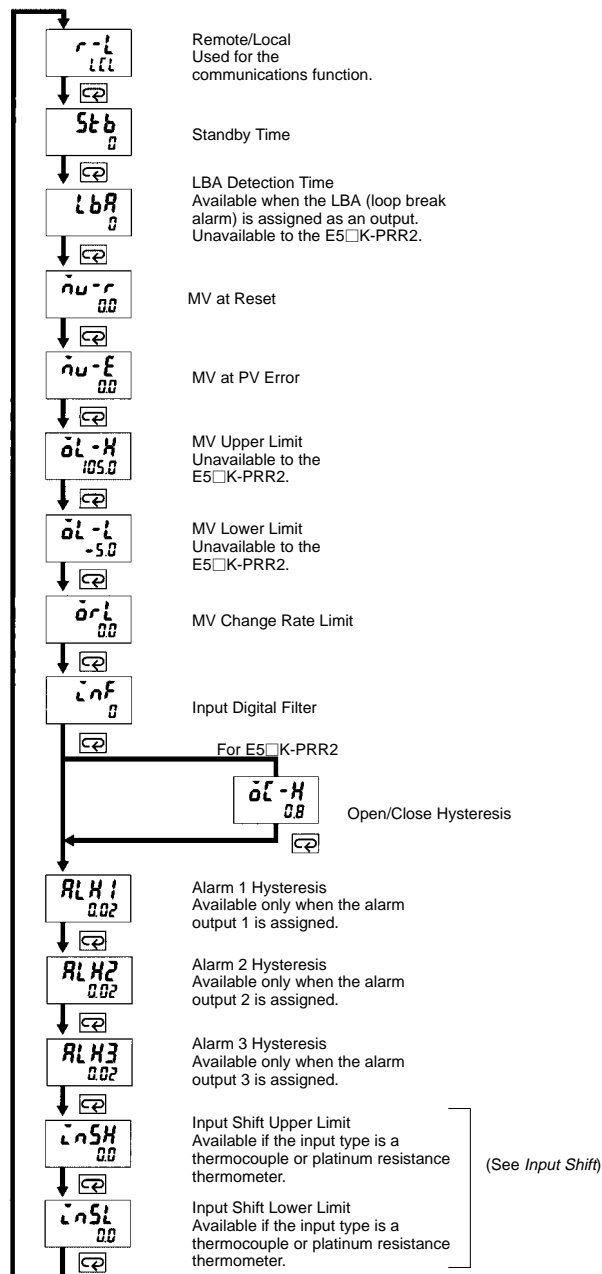 r-L
LCL
Remote/Local
Used for the
communications function.
Stb
0
Standby Time
LbA
0
LBA Detection Time
Available when the LBA (loop break
alarm) is assigned as an output.
Unavailable to the E5□K-PRR2.
mv-r
0.0
MV at Reset
mv-E
0.0
MV at PV Error
oL-H
105.0
MV Upper Limit
Unavailable to the
E5□K-PRR2.
oL-L
-5.0
MV Lower Limit
Unavailable to the
E5□K-PRR2.
orL
0.0
MV Change Rate Limit
inF
0
Input Digital Filter
For E5□K-PRR2
oC-H
0.8
Open/Close Hysteresis
ALH1
0.02
Alarm 1 Hysteresis
Available only when the alarm
output 1 is assigned.
ALH2
0.02
Alarm 2 Hysteresis
Available only when the alarm
output 2 is assigned.
ALH3
0.02
Alarm 3 Hysteresis
Available only when the alarm
output 3 is assigned.
inSH
0.0
Input Shift Upper Limit
Available if the input type is a
thermocouple or platinum resistance
thermometer.
(See Input Shift)
inSL
0.0
Input Shift Lower Limit
Available if the input type is a
thermocouple or platinum resistance
thermometer.